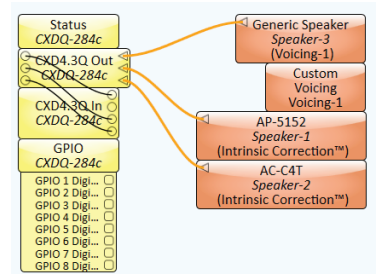 Status
CXDQ-284c
CXD4.3Q Out
CXDQ-284c
CXD4.3Q In
CXDQ-284c
GPIO
CXDQ-284c
GPIO 1 Digi...
GPIO 2 Digi...
GPIO 3 Digi...
GPIO 4 Digi...
GPIO 5 Digi...
GPIO 6 Digi...
GPIO 7 Digi...
GPIO 8 Digi...
Generic Speaker
Speaker-3
(Voicing-1)
Custom
Voicing
Voicing-1
AP-5152
Speaker-1
(Intrinsic Correction™)
AC-C4T
Speaker-2
(Intrinsic Correction™)